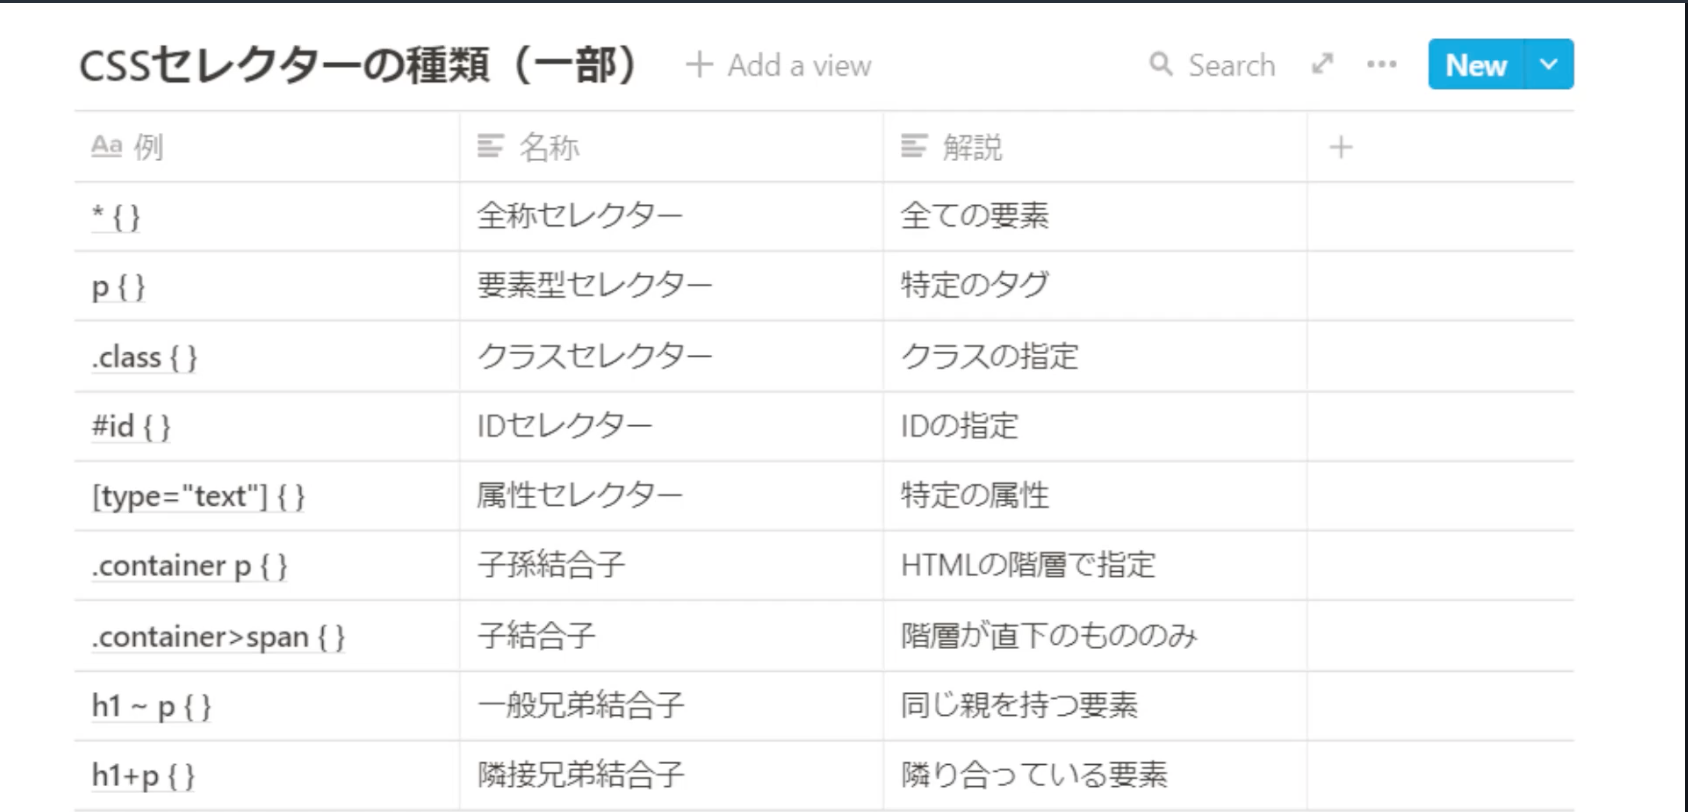 CSSセレクターの種類（一部） + Add a view Search ••• New
Aa 例 名称 解説 +
* { } 全称セレクター 全ての要素
p { } 要素型セレクター 特定のタグ
.class { } クラスセレクター クラスの指定
#id { } IDセレクター IDの指定
[type="text"] { } 属性セレクター 特定の属性
.container p { } 子孫結合子 HTMLの階層で指定
.container>span { } 子結合子 階層が直下のもののみ
h1 ~ p { } 一般兄弟結合子 同じ親を持つ要素
h1+p { } 隣接兄弟結合子 隣り合っている要素